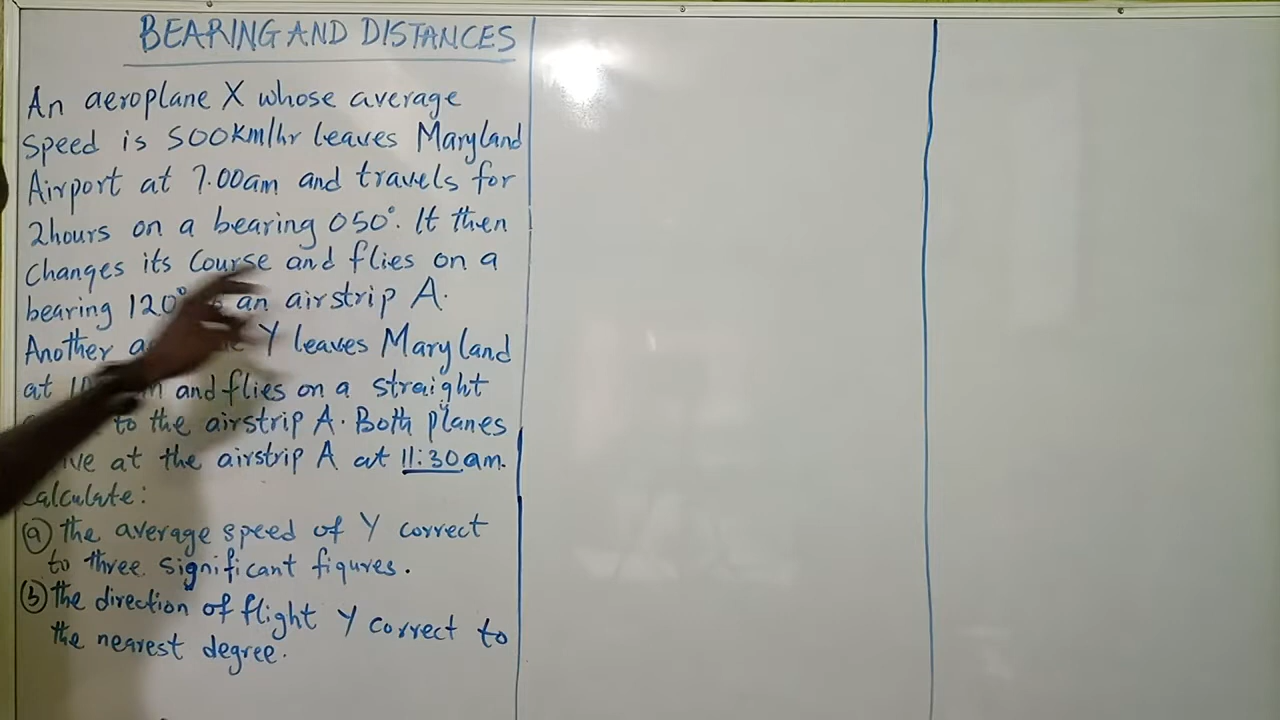 BEARING AND DISTANCES
An aeroplane X whose average
speed is 500km/hr leaves Maryland
Airport at 7.00am and travels for
2hours on a bearing 050°. It then
Changes its Course and flies on a
bearing 120° an airstrip A.
Another Y leaves Maryland
at and flies on a straight
to the airstrip A. Both planes
at the airstrip A at 11:30am.
Calculate:
(a) the average speed of Y correct
to three significant figures.
(b) the direction of flight Y correct to
the nearest degree.